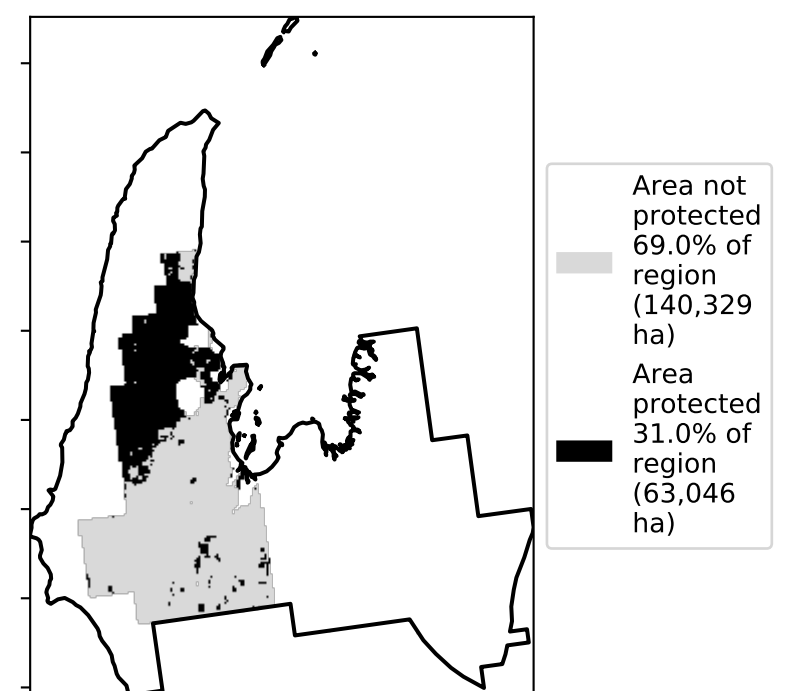 Area not
protected
69.0% of
region
(140,329
ha)
Area
protected
31.0% of
region
(63,046
ha)